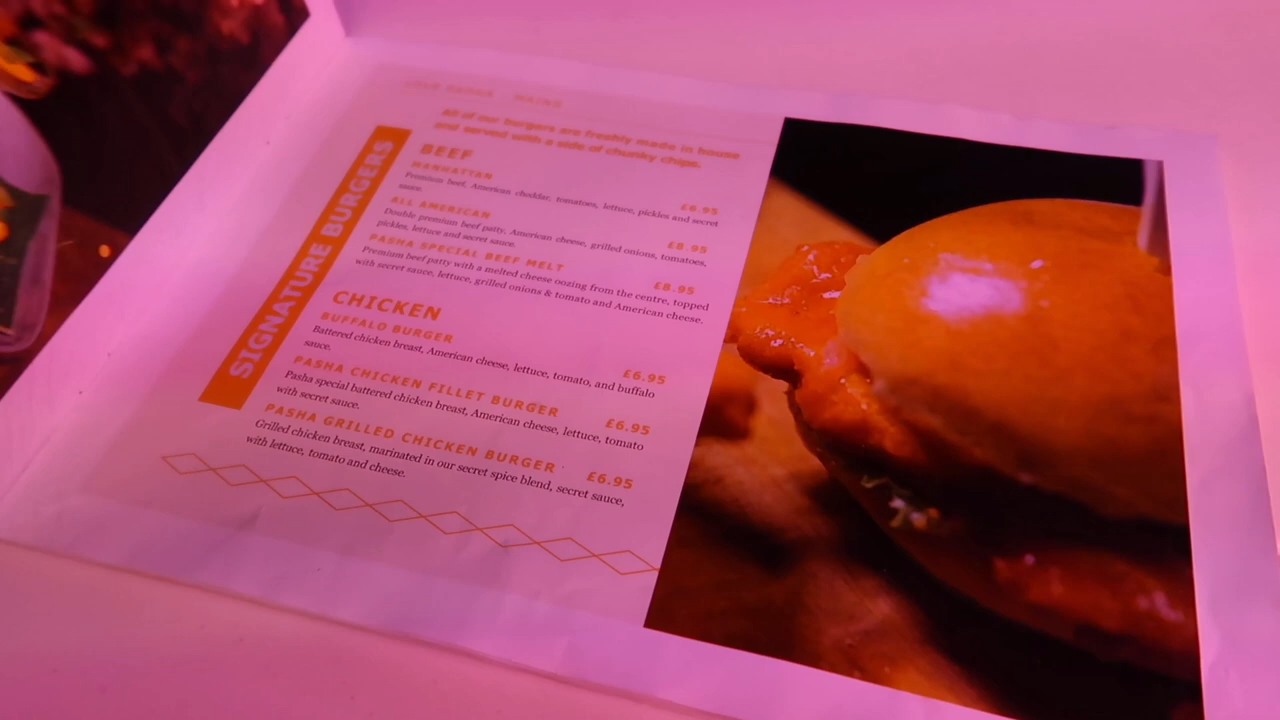 MAINS
All of our burgers are freshly made in house
and served with a side of chunky chips.
SIGNATURE BURGERS
BEEF
MANHATTAN
£6.95
Premium beef, American cheddar, tomatoes, lettuce, pickles and secret
sauce.
ALL AMERICAN
£8.95
Double premium beef patty, American cheese, grilled onions, tomatoes,
pickles, lettuce and secret sauce.
PASHA SPECIAL BEEF MELT
£8.95
Premium beef patty with a melted cheese oozing from the centre, topped
with secret sauce, lettuce, grilled onions & tomato and American cheese.
CHICKEN
BUFFALO BURGER
£6.95
Battered chicken breast, American cheese, lettuce, tomato, and buffalo
sauce.
PASHA CHICKEN FILLET BURGER
£6.95
Pasha special battered chicken breast, American cheese, lettuce, tomato
with secret sauce.
PASHA GRILLED CHICKEN BURGER
£6.95
Grilled chicken breast, marinated in our secret spice blend, secret sauce,
with lettuce, tomato and cheese.